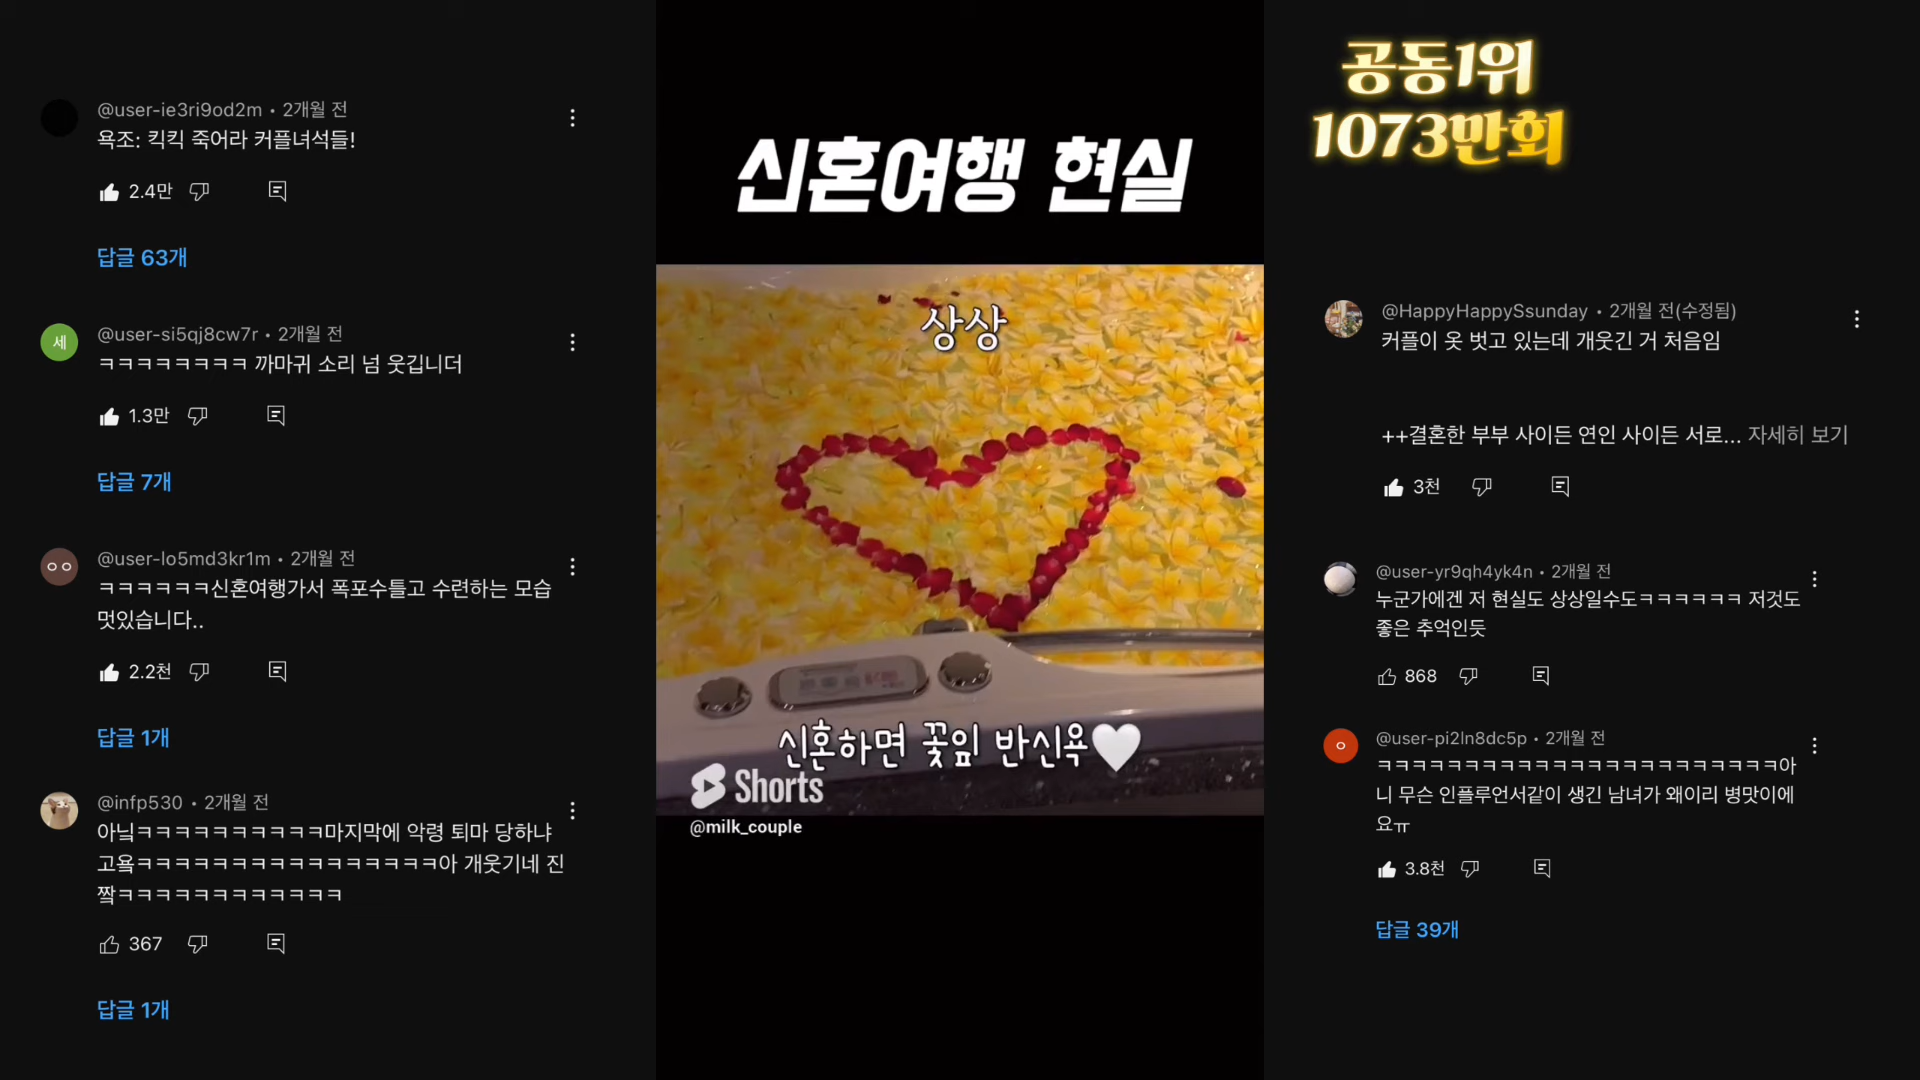 @user-ie3ri9od2m • 2개월 전
욕조: 킥킥 죽어라 커플녀석들!
2.4만
답글 63개
세
@user-si5qj8cw7r • 2개월 전
ㅋㅋㅋㅋㅋㅋㅋㅋ 까마귀 소리 넘 웃깁니더
1.3만
답글 7개
ㅇㅇ
@user-lo5md3kr1m • 2개월 전
ㅋㅋㅋㅋㅋㅋ신혼여행가서 폭포수틀고 수련하는 모습
멋있습니다..
2.2천
답글 1개
@infp530 • 2개월 전
아닠ㅋㅋㅋㅋㅋㅋㅋㅋㅋㅋ마지막에 악령 퇴마 당하냐
고욬ㅋㅋㅋㅋㅋㅋㅋㅋㅋㅋㅋㅋㅋㅋㅋㅋ아 개웃기네 진
짴ㅋㅋㅋㅋㅋㅋㅋㅋㅋㅋㅋㅋ
367
답글 1개
신혼여행 현실
상상
신혼하면 꽃잎 반신욕🤍
Shorts
@milk_couple
공동1위
1073만회
@HappyHappySsunday • 2개월 전(수정됨)
커플이 옷 벗고 있는데 개웃긴 거 처음임
++결혼한 부부 사이든 연인 사이든 서로... 자세히 보기
3천
@user-yr9qh4yk4n • 2개월 전
누군가에겐 저 현실도 상상일수도ㅋㅋㅋㅋㅋㅋ 저것도
좋은 추억인듯
868
ㅇ
@user-pi2ln8dc5p • 2개월 전
ㅋㅋㅋㅋㅋㅋㅋㅋㅋㅋㅋㅋㅋㅋㅋㅋㅋㅋㅋㅋㅋㅋㅋ아
니 무슨 인플루언서같이 생긴 남녀가 왜이리 병맛이에
요ㅠ
3.8천
답글 39개